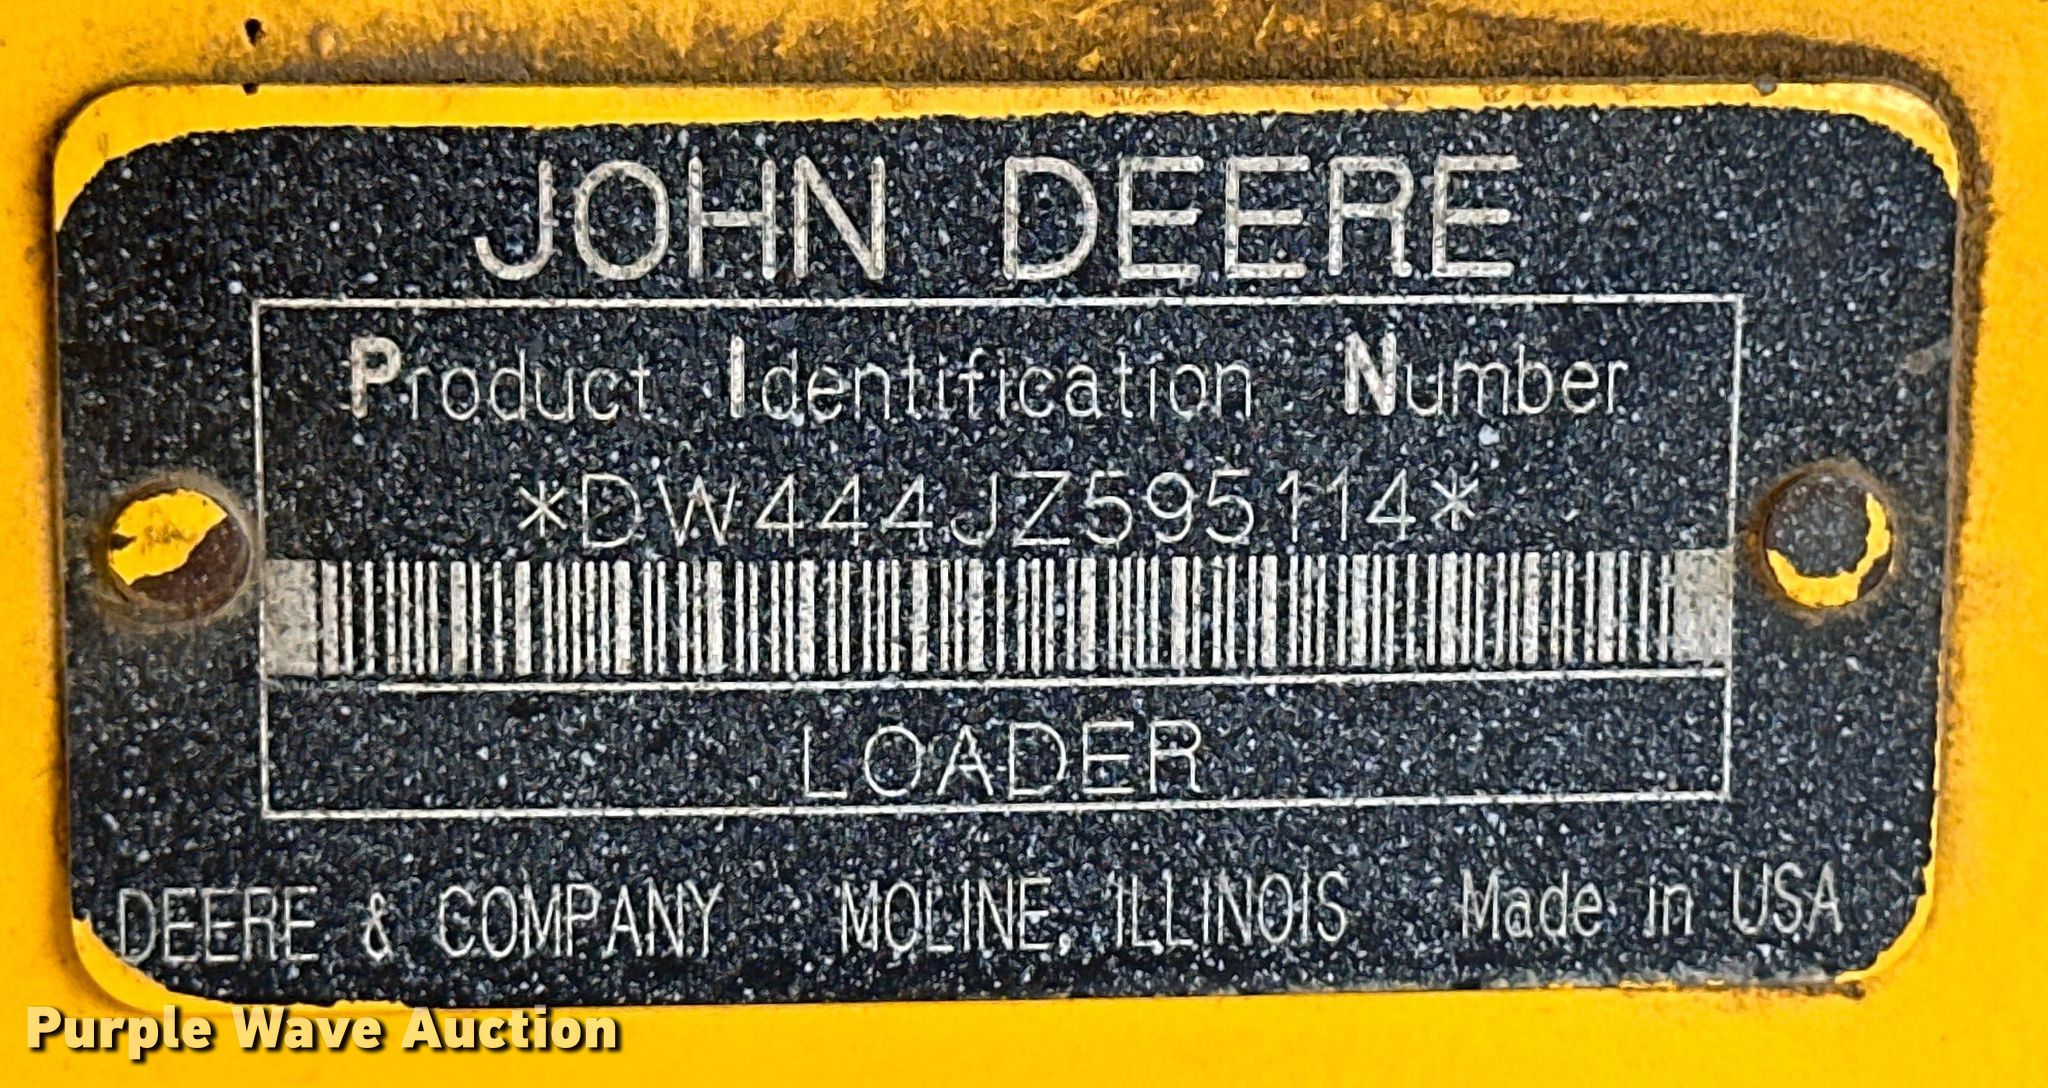 JOHN DEERE
Product Identification Number
*DW444JZ595114*
LOADER
DEERE & COMPANY MOLINE, ILLINOIS Made in USA
Purple Wave Auction